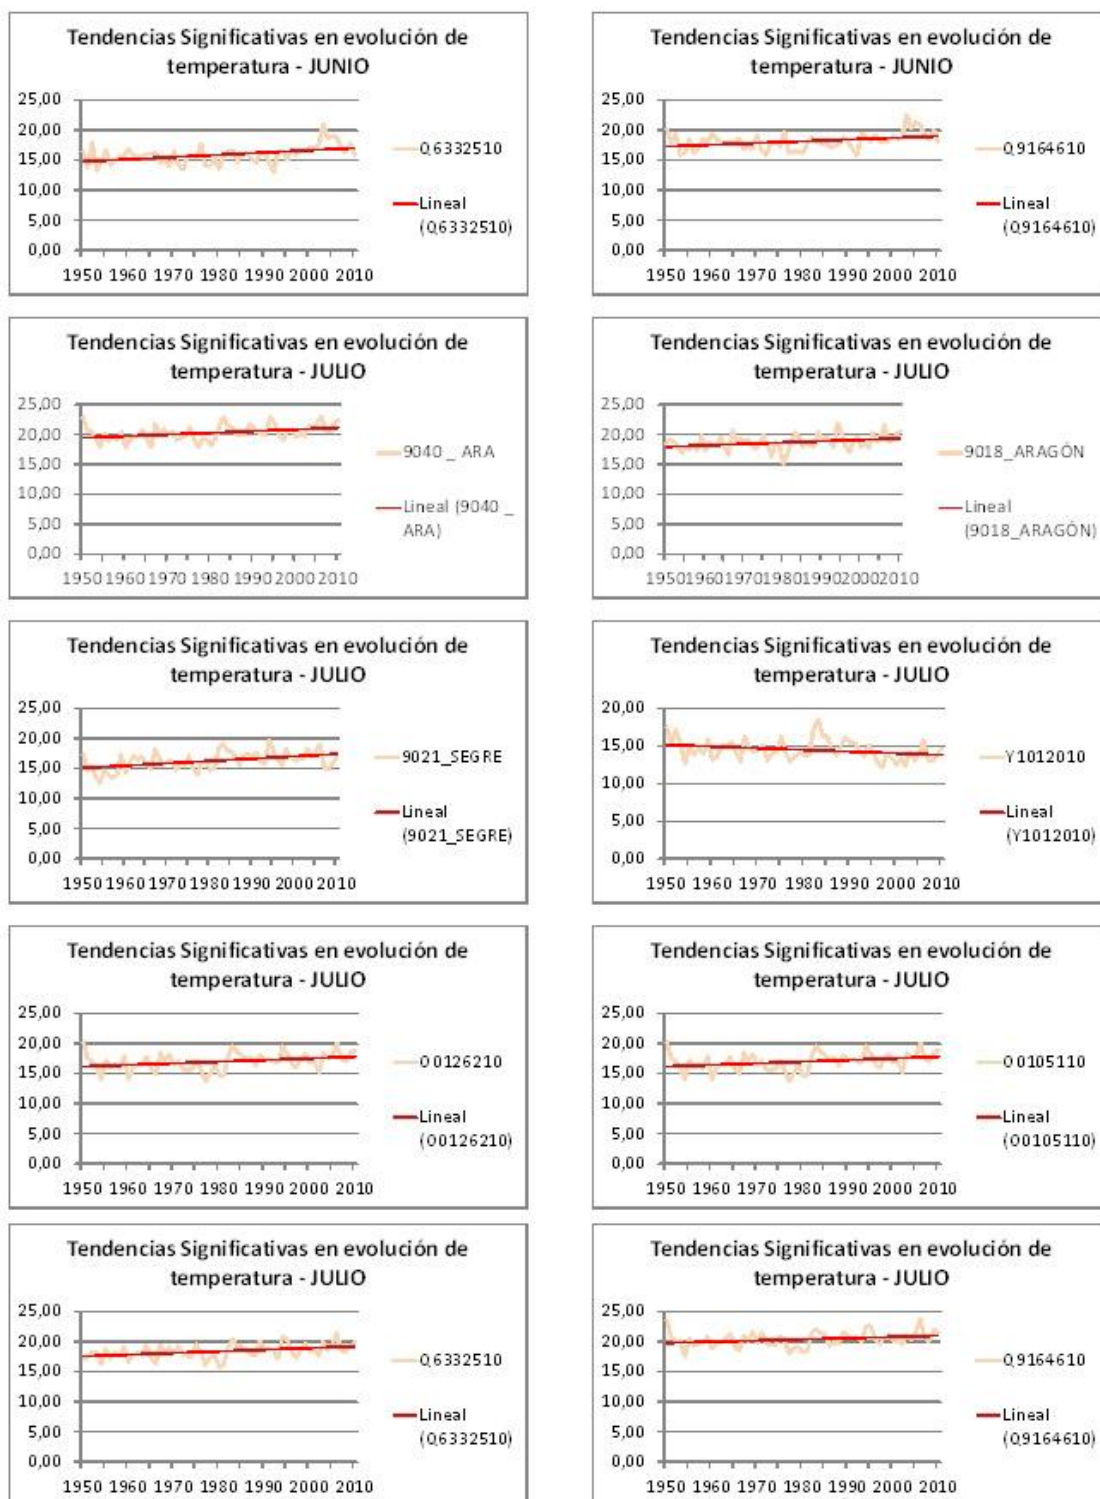 Tendencias Significativas en evolución de
temperatura - JUNIO
25,00
20,00
15,00
10,00
5,00
0,00
1950 1960 1970 1980 1990 2000 2010
Q6332510
Lineal
(Q6332510)
Tendencias Significativas en evolución de
temperatura - JUNIO
25,00
20,00
15,00
10,00
5,00
0,00
1950 1960 1970 1980 1990 2000 2010
Q9164610
Lineal
(Q9164610)
Tendencias Significativas en evolución de
temperatura - JULIO
25,00
20,00
15,00
10,00
5,00
0,00
1950 1960 1970 1980 1990 2000 2010
9040 _ ARA
Lineal (9040 _
ARA)
Tendencias Significativas en evolución de
temperatura - JULIO
25,00
20,00
15,00
10,00
5,00
0,00
1950 1960 1970 1980 1990 2000 2010
9018_ARAGÓN
Lineal
(9018_ARAGÓN)
Tendencias Significativas en evolución de
temperatura - JULIO
25,00
20,00
15,00
10,00
5,00
0,00
1950 1960 1970 1980 1990 2000 2010
9021_SEGRE
Lineal
(9021_SEGRE)
Tendencias Significativas en evolución de
temperatura - JULIO
20,00
15,00
10,00
5,00
0,00
1950 1960 1970 1980 1990 2000 2010
Y1012010
Lineal
(Y1012010)
Tendencias Significativas en evolución de
temperatura - JULIO
25,00
20,00
15,00
10,00
5,00
0,00
1950 1960 1970 1980 1990 2000 2010
O0126210
Lineal
(O0126210)
Tendencias Significativas en evolución de
temperatura - JULIO
25,00
20,00
15,00
10,00
5,00
0,00
1950 1960 1970 1980 1990 2000 2010
O0105110
Lineal
(O0105110)
Tendencias Significativas en evolución de
temperatura - JULIO
25,00
20,00
15,00
10,00
5,00
0,00
1950 1960 1970 1980 1990 2000 2010
Q6332510
Lineal
(Q6332510)
Tendencias Significativas en evolución de
temperatura - JULIO
25,00
20,00
15,00
10,00
5,00
0,00
1950 1960 1970 1980 1990 2000 2010
Q9164610
Lineal
(Q9164610)